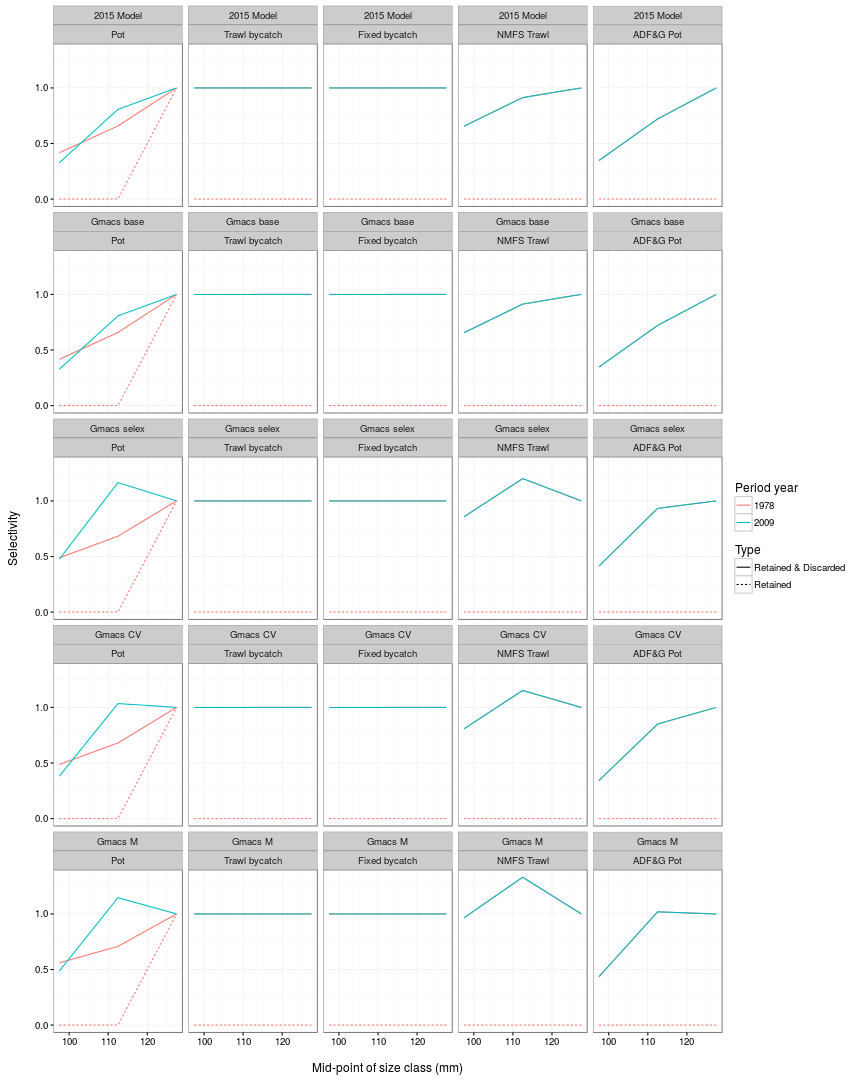 2015 Model 2015 Model 2015 Model 2015 Model 2015 Model
Pot Trawl bycatch Fixed bycatch NMFS Trawl ADF&G Pot
1.0
0.5
0.0
Gmacs base Gmacs base Gmacs base Gmacs base Gmacs base
Pot Trawl bycatch Fixed bycatch NMFS Trawl ADF&G Pot
1.0
0.5
0.0
Gmacs selex Gmacs selex Gmacs selex Gmacs selex Gmacs selex
Pot Trawl bycatch Fixed bycatch NMFS Trawl ADF&G Pot
1.0
0.5
0.0
Gmacs CV Gmacs CV Gmacs CV Gmacs CV Gmacs CV
Pot Trawl bycatch Fixed bycatch NMFS Trawl ADF&G Pot
1.0
0.5
0.0
Gmacs M Gmacs M Gmacs M Gmacs M Gmacs M
Pot Trawl bycatch Fixed bycatch NMFS Trawl ADF&G Pot
1.0
0.5
0.0
100 110 120 100 110 120 100 110 120 100 110 120 100 110 120
Mid-point of size class (mm)
Selectivity
Period year
1978
2009
Type
Retained & Discarded
Retained